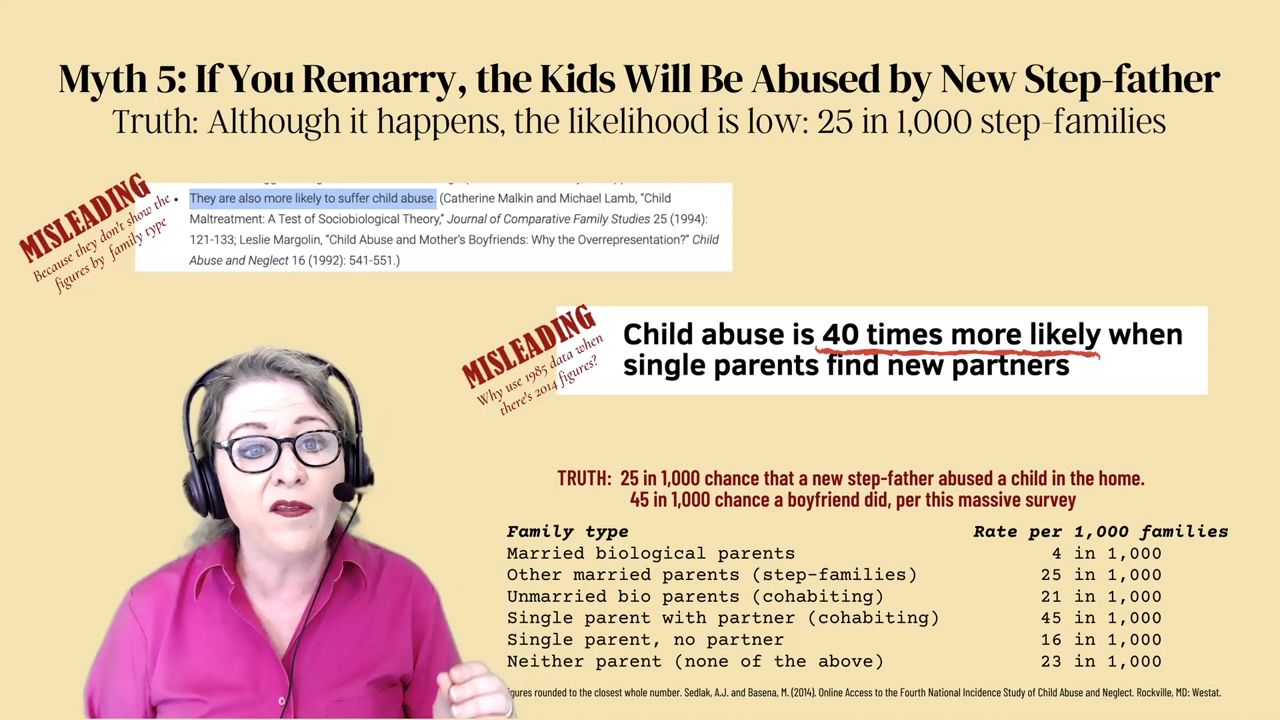 Myth 5: If You Remarry, the Kids Will Be Abused by New Step-father
Truth: Although it happens, the likelihood is low: 25 in 1,000 step-families
MISLEADING
Because they don't show the
figures by family type
• They are also more likely to suffer child abuse. (Catherine Malkin and Michael Lamb, "Child
Maltreatment: A Test of Sociobiological Theory," Journal of Comparative Family Studies 25 (1994):
121-133; Leslie Margolin, "Child Abuse and Mother's Boyfriends: Why the Overrepresentation?" Child
Abuse and Neglect 16 (1992): 541-551.)
MISLEADING
Why use 1985 data when
there's 2014 figures?
Child abuse is 40 times more likely when
single parents find new partners
TRUTH: 25 in 1,000 chance that a new step-father abused a child in the home.
45 in 1,000 chance a boyfriend did, per this massive survey
Family type Rate per 1,000 families
Married biological parents 4 in 1,000
Other married parents (step-families) 25 in 1,000
Unmarried bio parents (cohabiting) 21 in 1,000
Single parent with partner (cohabiting) 45 in 1,000
Single parent, no partner 16 in 1,000
Neither parent (none of the above) 23 in 1,000
gures rounded to the closest whole number. Sedlak, A.J. and Basena, M. (2014). Online Access to the Fourth National Incidence Study of Child Abuse and Neglect. Rockville, MD: Westat.